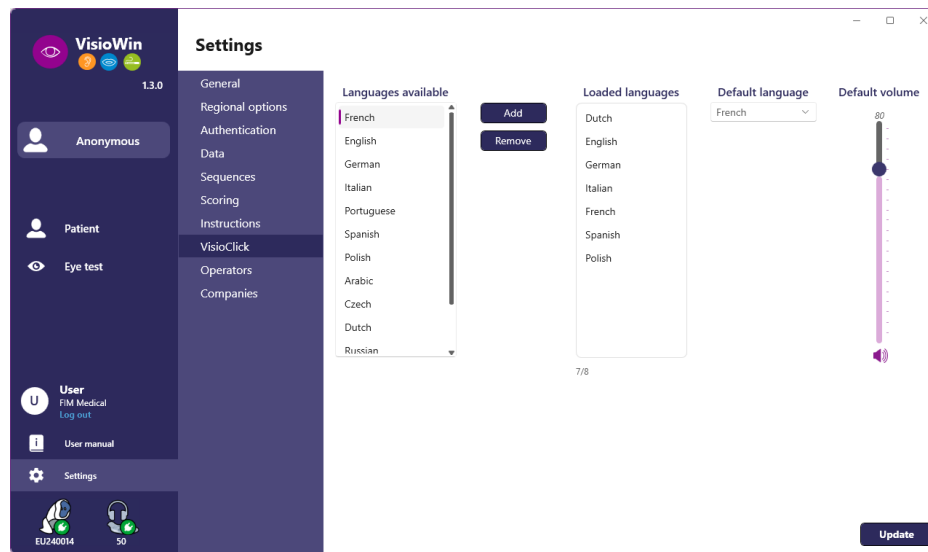 VisioWin
1.3.0
Anonymous
Patient
Eye test
U
User
FIM Medical
Log out
User manual
Settings
EU240014
50
Settings
General
Regional options
Authentication
Data
Sequences
Scoring
Instructions
VisioClick
Operators
Companies
Languages available
French
English
German
Italian
Portuguese
Spanish
Polish
Arabic
Czech
Dutch
Russian
Add
Remove
Loaded languages
Dutch
English
German
Italian
French
Spanish
Polish
7/8
Default language
French
Default volume
80
Update